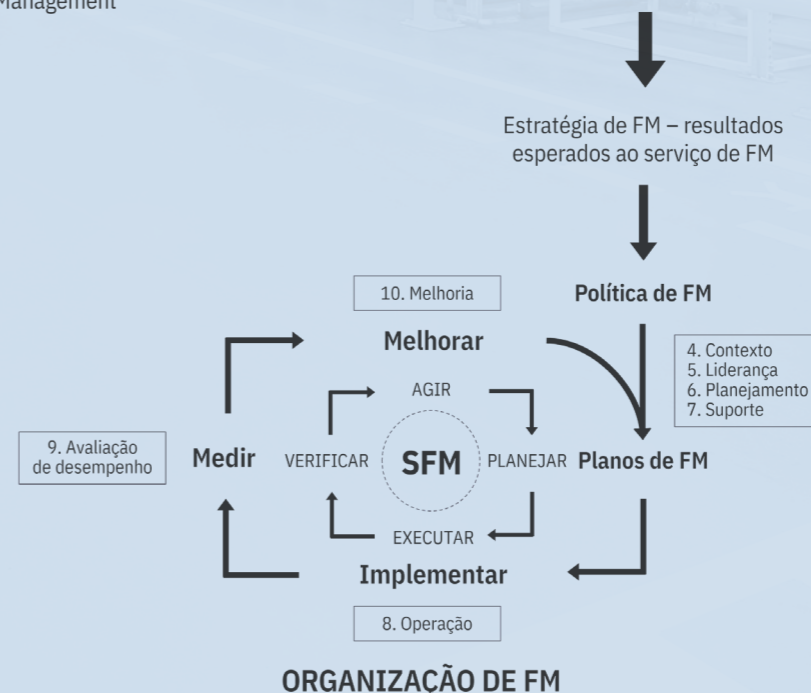 Management
Estratégia de FM – resultados
esperados ao serviço de FM
Política de FM
10. Melhoria
Melhorar
4. Contexto
5. Liderança
6. Planejamento
7. Suporte
AGIR
9. Avaliação
de desempenho
Medir
VERIFICAR
SFM
PLANEJAR
Planos de FM
EXECUTAR
Implementar
8. Operação
ORGANIZAÇÃO DE FM